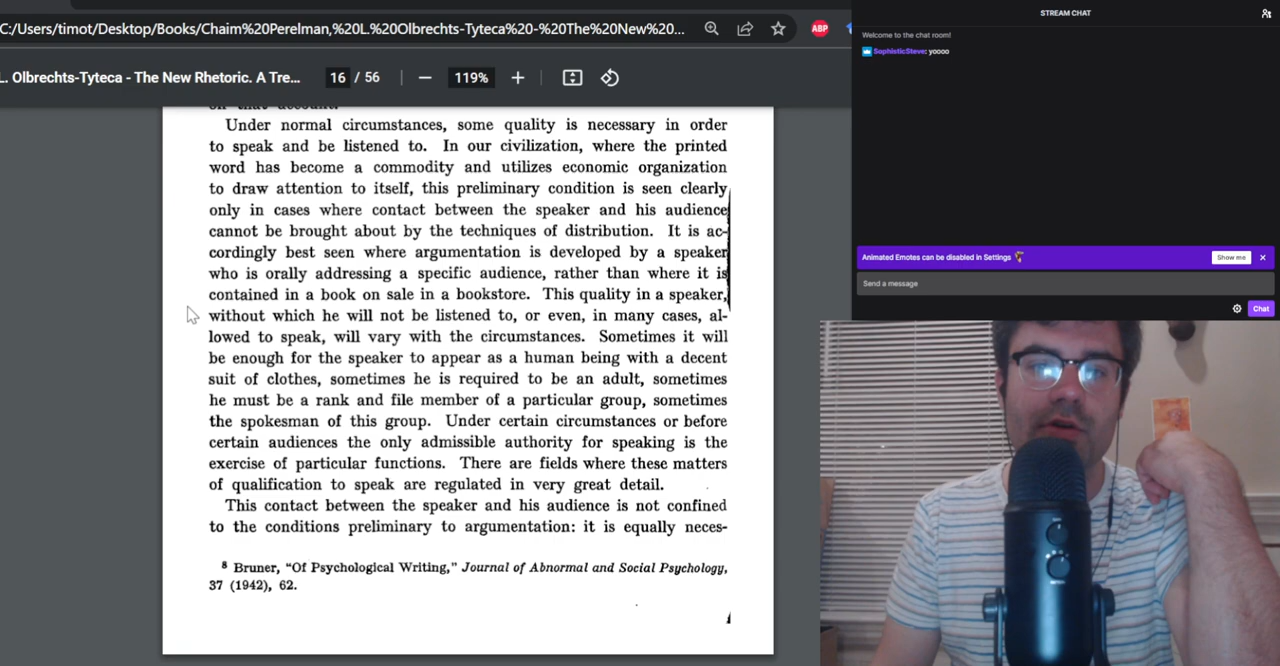 C:/Users/timot/Desktop/Books/Chaim%20Perelman,%20L.%20Olbrechts-Tyteca%20-%20The%20New%20...
ABP
L. Olbrechts-Tyteca - The New Rhetoric. A Tre...
16 / 56
119%
on that account.
Under normal circumstances, some quality is necessary in order
to speak and be listened to. In our civilization, where the printed
word has become a commodity and utilizes economic organization
to draw attention to itself, this preliminary condition is seen clearly
only in cases where contact between the speaker and his audience
cannot be brought about by the techniques of distribution. It is ac-
cordingly best seen where argumentation is developed by a speaker
who is orally addressing a specific audience, rather than where it is
contained in a book on sale in a bookstore. This quality in a speaker,
without which he will not be listened to, or even, in many cases, al-
lowed to speak, will vary with the circumstances. Sometimes it will
be enough for the speaker to appear as a human being with a decent
suit of clothes, sometimes he is required to be an adult, sometimes
he must be a rank and file member of a particular group, sometimes
the spokesman of this group. Under certain circumstances or before
certain audiences the only admissible authority for speaking is the
exercise of particular functions. There are fields where these matters
of qualification to speak are regulated in very great detail.
This contact between the speaker and his audience is not confined
to the conditions preliminary to argumentation: it is equally neces-
8 Bruner, "Of Psychological Writing," Journal of Abnormal and Social Psychology,
37 (1942), 62.
STREAM CHAT
Welcome to the chat room!
SophisticSteve: yoooo
Animated Emotes can be disabled in Settings
Show me
Send a message
Chat